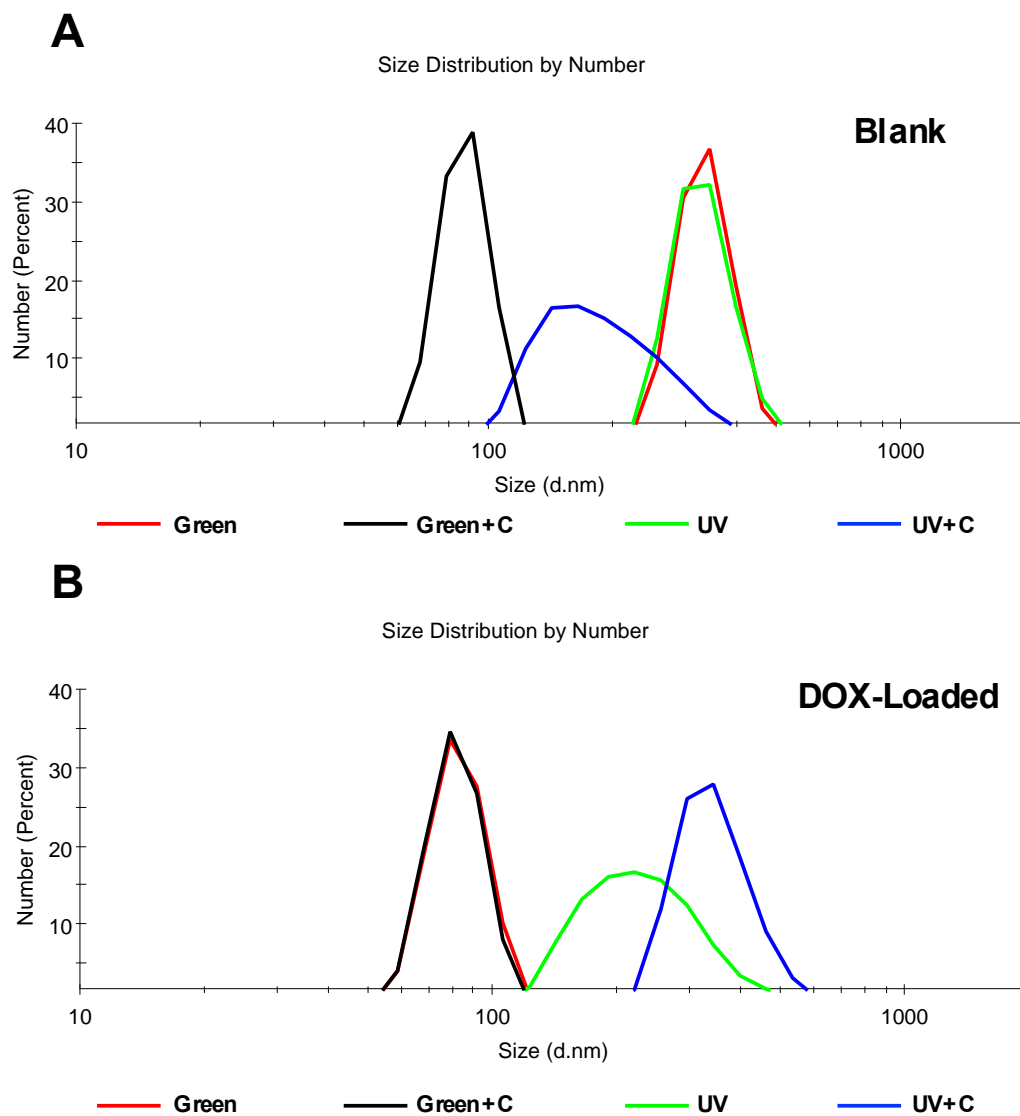 A
Size Distribution by Number
Blank
40
30
20
10
Number (Percent)
10 100 1000
Size (d.nm)
Green Green+C UV UV+C
B
Size Distribution by Number
DOX-Loaded
40
30
20
10
Number (Percent)
10 100 1000
Size (d.nm)
Green Green+C UV UV+C